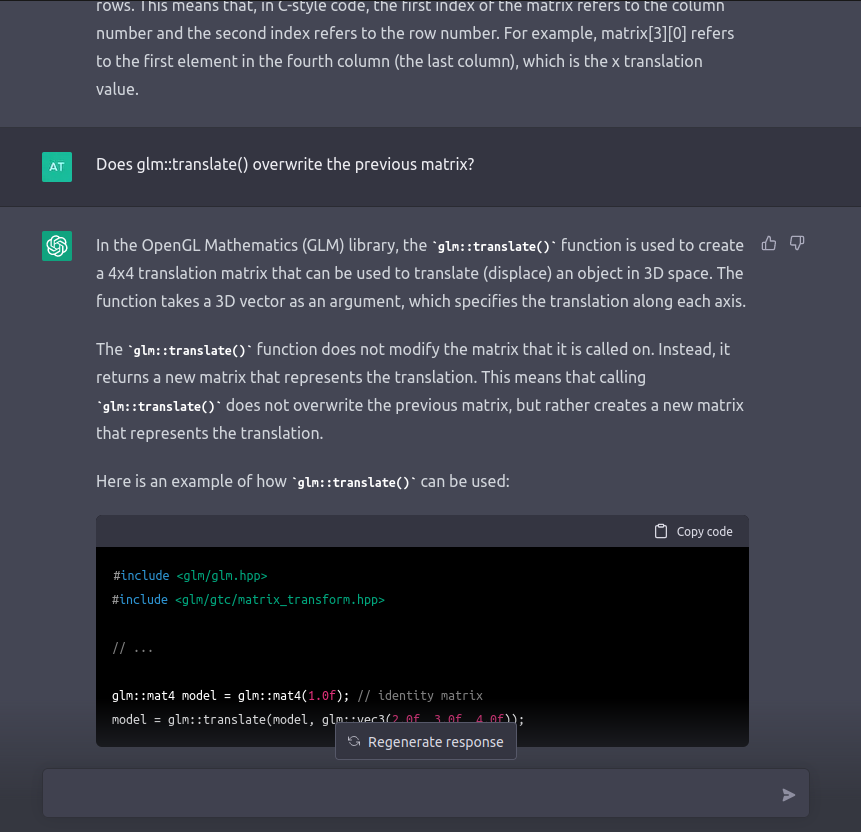 rows. This means that, in C-style code, the first index of the matrix refers to the column
number and the second index refers to the row number. For example, matrix[3][0] refers
to the first element in the fourth column (the last column), which is the x translation
value.
AT
Does glm::translate() overwrite the previous matrix?
In the OpenGL Mathematics (GLM) library, the `glm::translate()` function is used to create
a 4x4 translation matrix that can be used to translate (displace) an object in 3D space. The
function takes a 3D vector as an argument, which specifies the translation along each axis.
The `glm::translate()` function does not modify the matrix that it is called on. Instead, it
returns a new matrix that represents the translation. This means that calling
`glm::translate()` does not overwrite the previous matrix, but rather creates a new matrix
that represents the translation.
Here is an example of how `glm::translate()` can be used:
Copy code
#include <glm/glm.hpp>
#include <glm/gtc/matrix_transform.hpp>
// ...
glm::mat4 model = glm::mat4(1.0f); // identity matrix
model = glm::translate(model, glm::vec3(2.0f, 3.0f, 4.0f));
Regenerate response